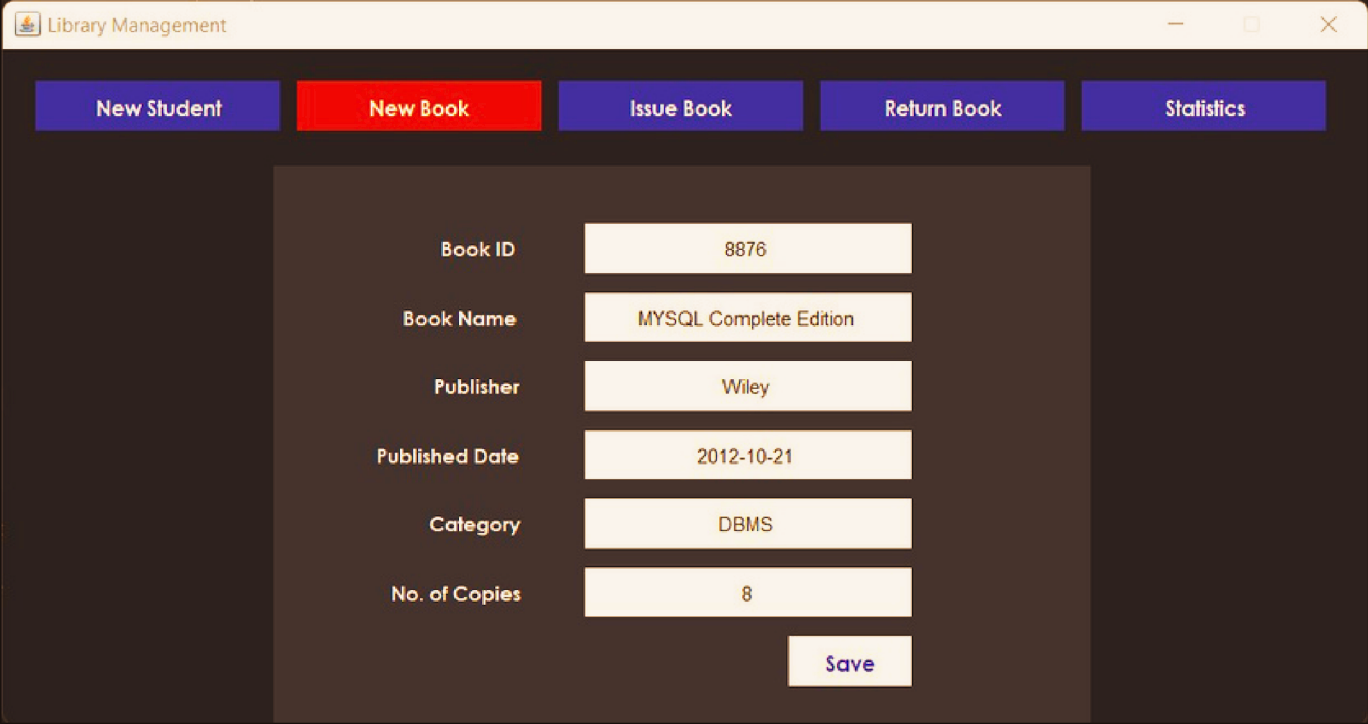 Library Management
New Student New Book Issue Book Return Book Statistics
Book ID 8876
Book Name MYSQL Complete Edition
Publisher Wiley
Published Date 2012-10-21
Category DBMS
No. of Copies 8
Save